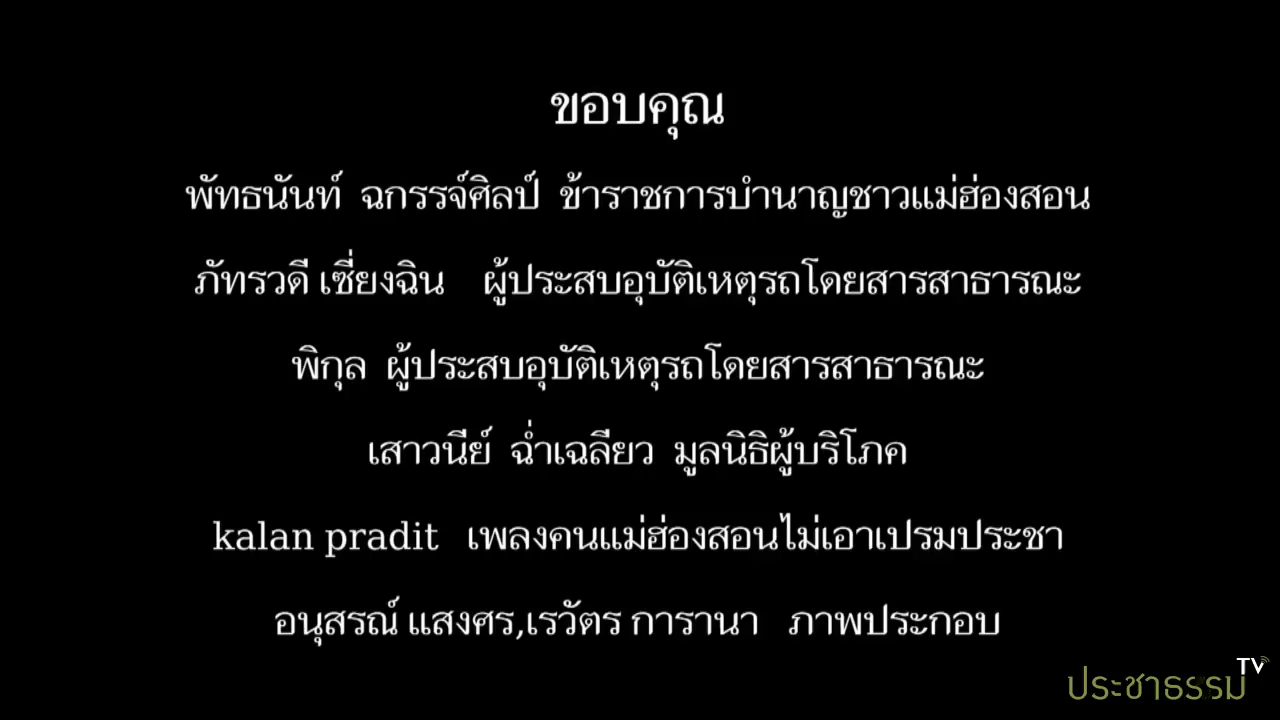 ขอบคุณ
พัทธนันท์ ฉกรรจ์ศิลป์ ข้าราชการบำนาญชาวแม่ฮ่องสอน
ภัทรวดี เซี่ยงฉิน ผู้ประสบอุบัติเหตุรถโดยสารสาธารณะ
พิกุล ผู้ประสบอุบัติเหตุรถโดยสารสาธารณะ
เสาวนีย์ ฉ่ำเฉลียว มูลนิธิผู้บริโภค
kalan pradit เพลงคนแม่ฮ่องสอนไม่เอาเปรมประชา
อนุสรณ์ แสงศร,เรวัตร การานา ภาพประกอบ
ประชาธรรม TV